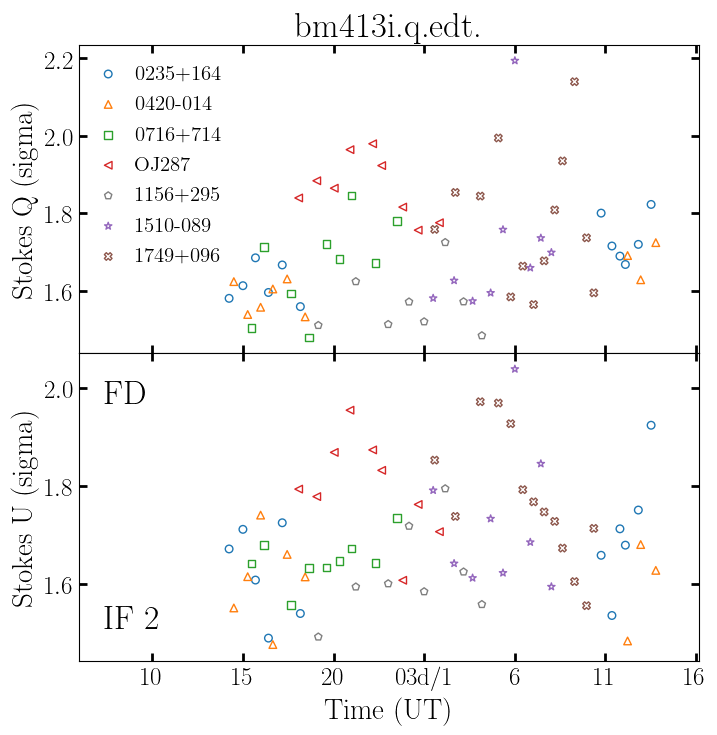 bm413i.q.edt.
Stokes Q (sigma)
2.2
2.0
1.8
1.6
0235+164
0420-014
0716+714
OJ287
1156+295
1510-089
1749+096
Stokes U (sigma)
2.0
1.8
1.6
FD
IF 2
10 15 20 03d/1 6 11 16
Time (UT)